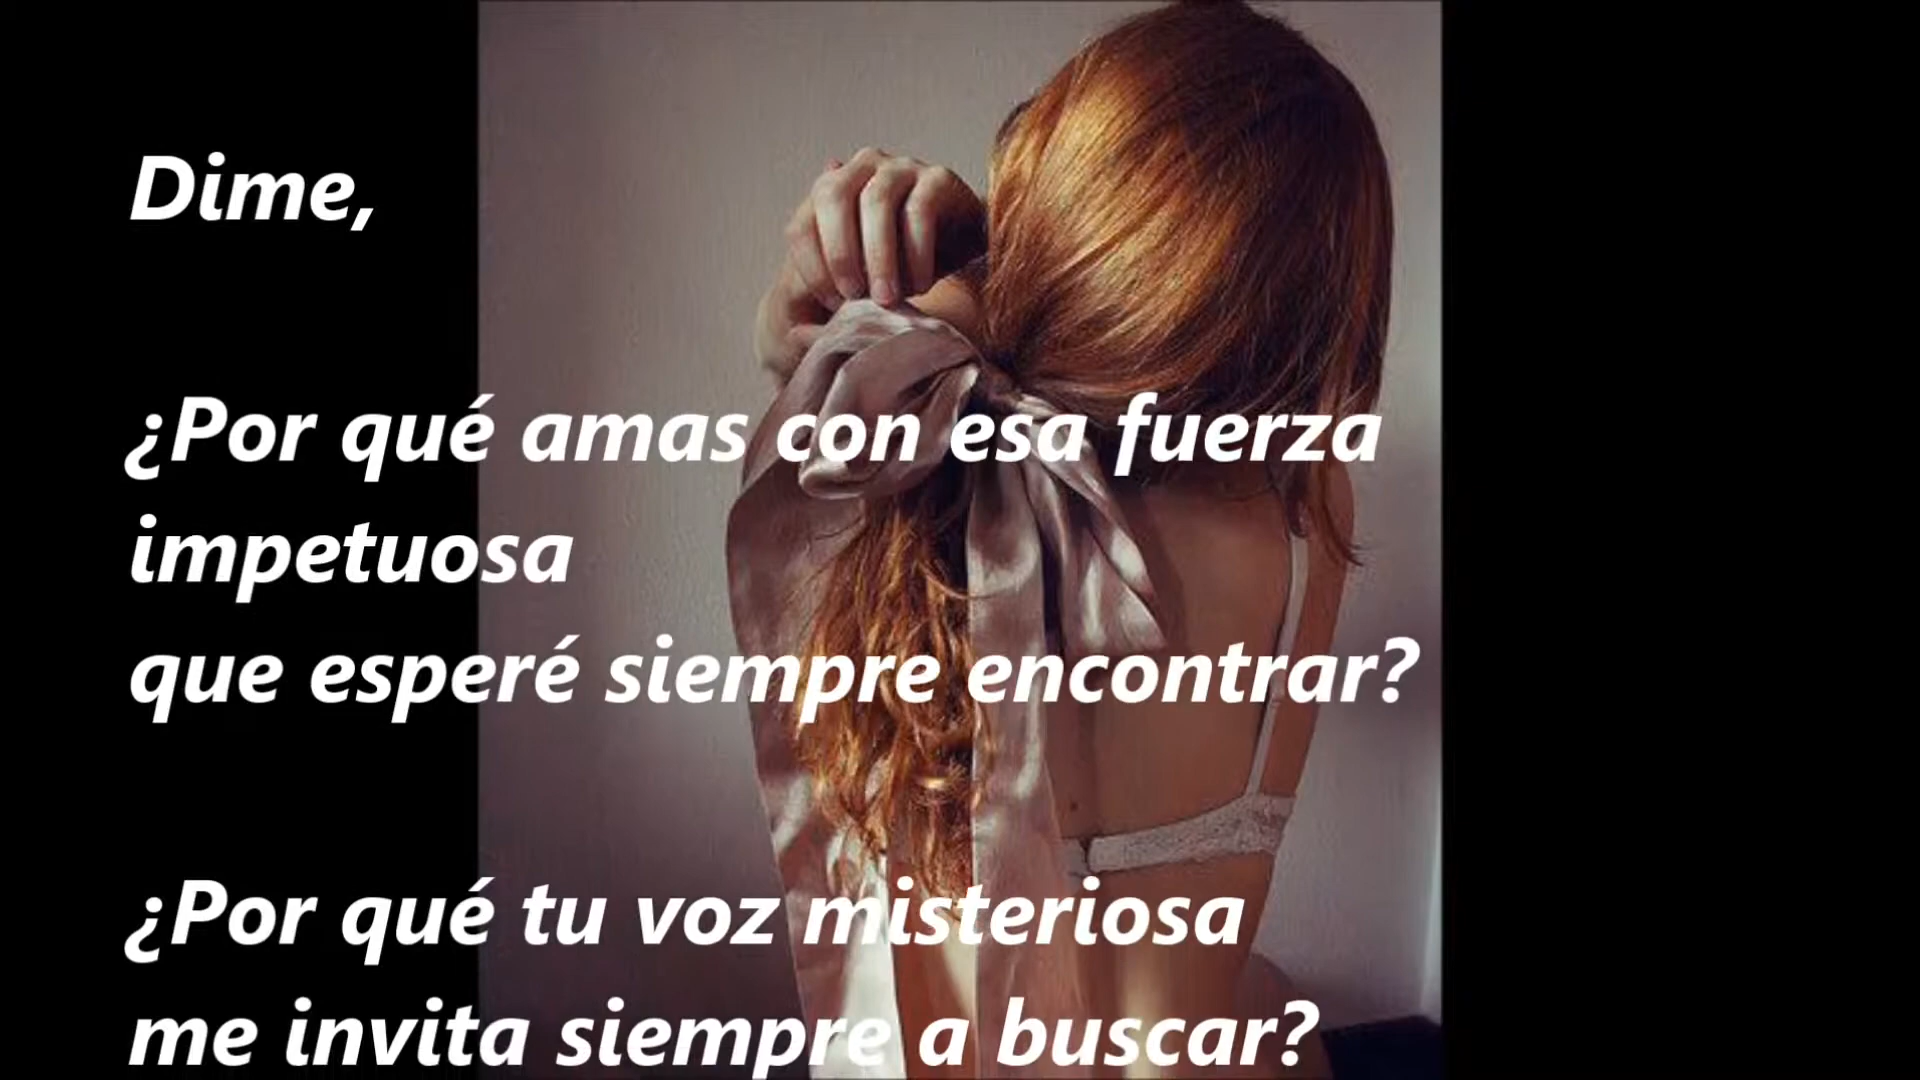 Dime,
¿Por qué amas con esa fuerza
impetuosa
que esperé siempre encontrar?
¿Por qué tu voz misteriosa
me invita siempre a buscar?